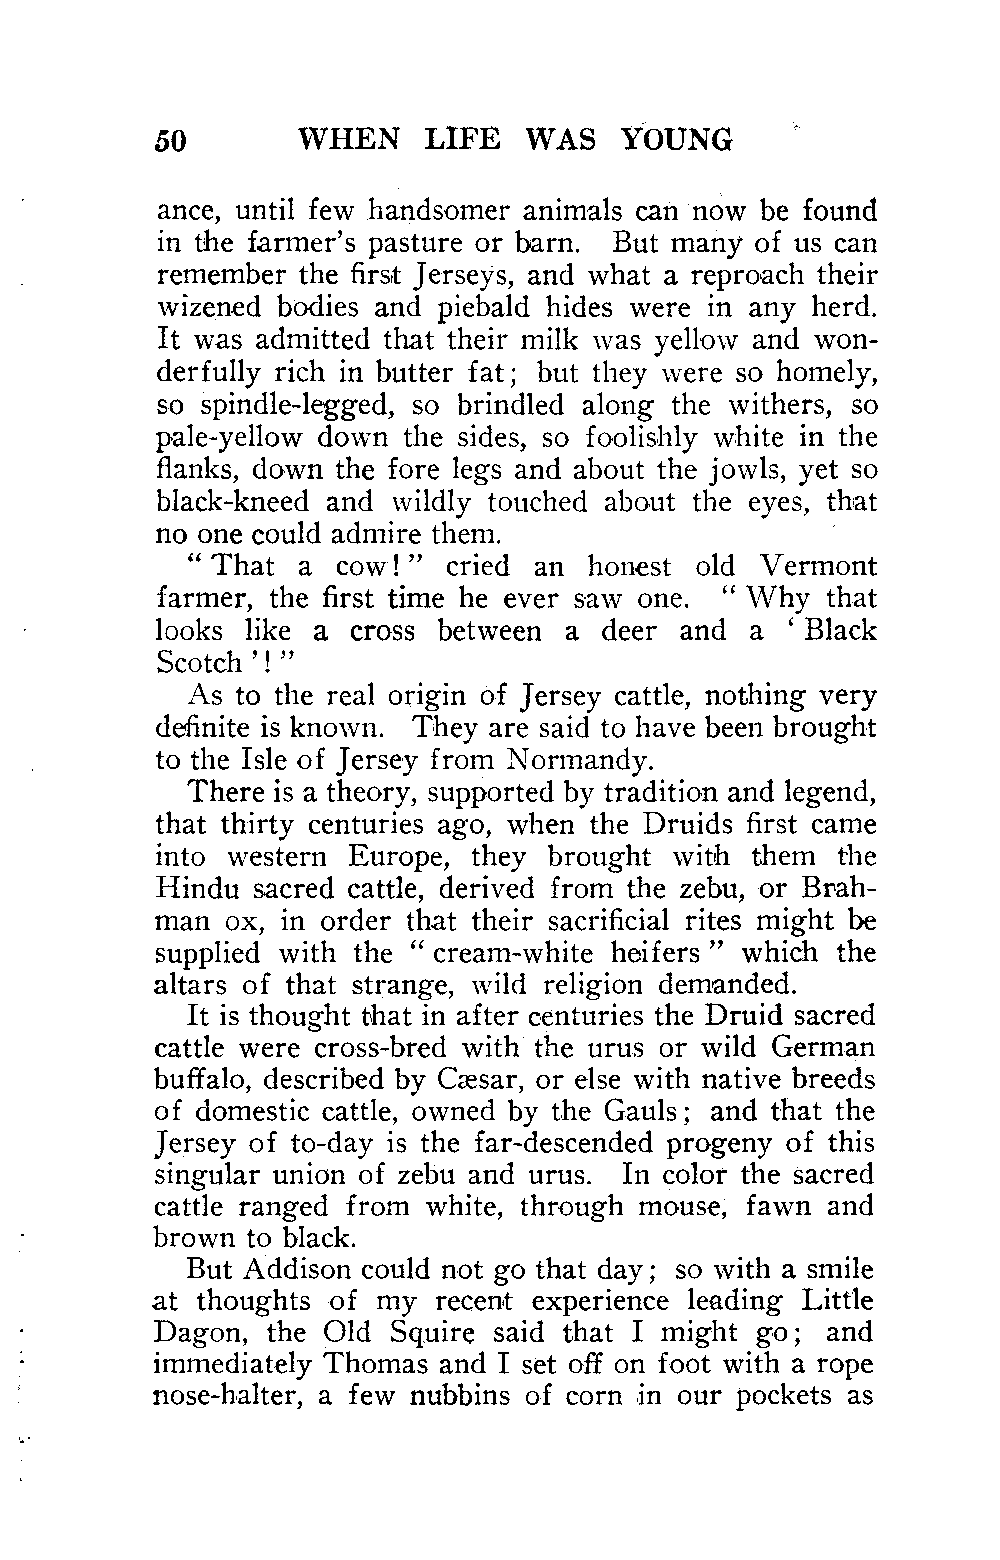 50 WHEN LIFE WAS YOUNG
ance, until few handsomer animals can now be found
in the farmer's pasture or barn. But many of us can
remember the first Jerseys, and what a reproach their
wizened bodies and piebald hides were in any herd.
It was admitted that their milk was yellow and won-
derfully rich in butter fat; but they were so homely,
so spindle-legged, so brindled along the withers, so
pale-yellow down the sides, so foolishly white in the
flanks, down the fore legs and about the jowls, yet so
black-kneed and wildly touched about the eyes, that
no one could admire them.
" That a cow! " cried an honest old Vermont
farmer, the first time he ever saw one. " Why that
looks like a cross between a deer and a ' Black
Scotch '! "
As to the real origin of Jersey cattle, nothing very
definite is known. They are said to have been brought
to the Isle of Jersey from Normandy.
There is a theory, supported by tradition and legend,
that thirty centuries ago, when the Druids first came
into western Europe, they brought with them the
Hindu sacred cattle, derived from the zebu, or Brah-
man ox, in order that their sacrificial rites might be
supplied with the " cream-white heifers " which the
altars of that strange, wild religion demanded.
It is thought that in after centuries the Druid sacred
cattle were cross-bred with the urus or wild German
buffalo, described by Cæsar, or else with native breeds
of domestic cattle, owned by the Gauls; and that the
Jersey of to-day is the far-descended progeny of this
singular union of zebu and urus. In color the sacred
cattle ranged from white, through mouse, fawn and
brown to black.
But Addison could not go that day; so with a smile
at thoughts of my recent experience leading Little
Dagon, the Old Squire said that I might go; and
immediately Thomas and I set off on foot with a rope
nose-halter, a few nubbins of corn in our pockets as